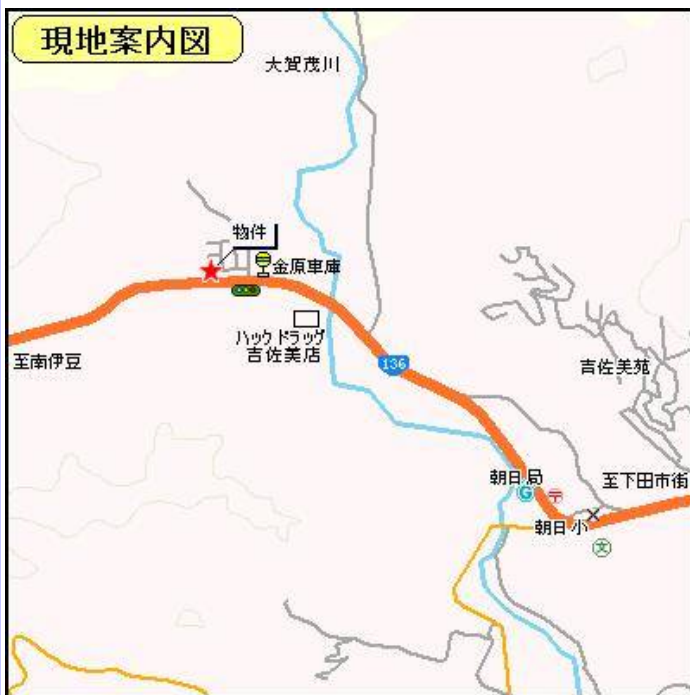 現地案内図
大賀茂川
物件
金原車庫
ハックドラッグ
吉佐美店
至南伊豆
136
吉佐美苑
朝日局
G
〒
至下田市街
朝日小
文